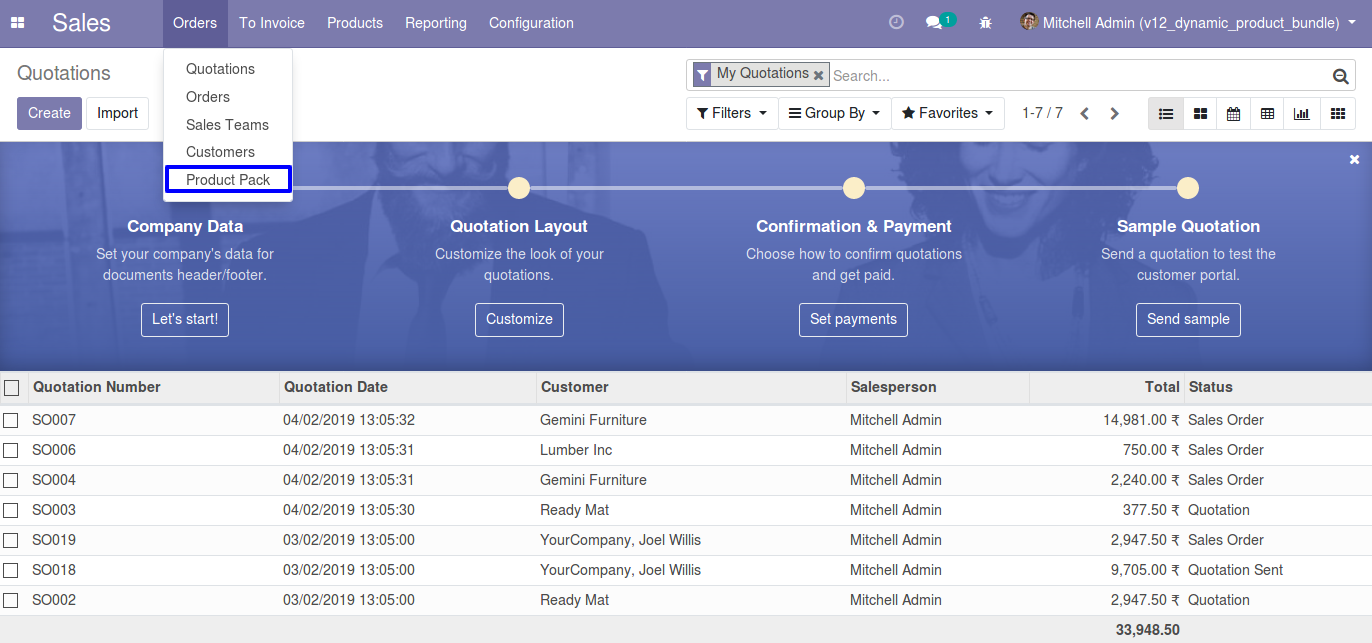 Sales Orders To Invoice Products Reporting Configuration 1 Mitchell Admin (v12_dynamic_product_bundle)
Quotations
My Quotations Search...
Create Import
Filters Group By Favorites 1-7 / 7
Quotations
Orders
Sales Teams
Customers
Product Pack
Company Data
Set your company's data for
documents header/footer.
Let's start!
Quotation Layout
Customize the look of your
quotations.
Customize
Confirmation & Payment
Choose how to confirm quotations
and get paid.
Set payments
Sample Quotation
Send a quotation to test the
customer portal.
Send sample
Quotation Number Quotation Date Customer Salesperson Total Status
SO007 04/02/2019 13:05:32 Gemini Furniture Mitchell Admin 14,981.00 ₹ Sales Order
SO006 04/02/2019 13:05:31 Lumber Inc Mitchell Admin 750.00 ₹ Sales Order
SO004 04/02/2019 13:05:31 Gemini Furniture Mitchell Admin 2,240.00 ₹ Sales Order
SO003 04/02/2019 13:05:30 Ready Mat Mitchell Admin 377.50 ₹ Quotation
SO019 03/02/2019 13:05:00 YourCompany, Joel Willis Mitchell Admin 2,947.50 ₹ Sales Order
SO018 03/02/2019 13:05:00 YourCompany, Joel Willis Mitchell Admin 9,705.00 ₹ Quotation Sent
SO002 03/02/2019 13:05:00 Ready Mat Mitchell Admin 2,947.50 ₹ Quotation
33,948.50